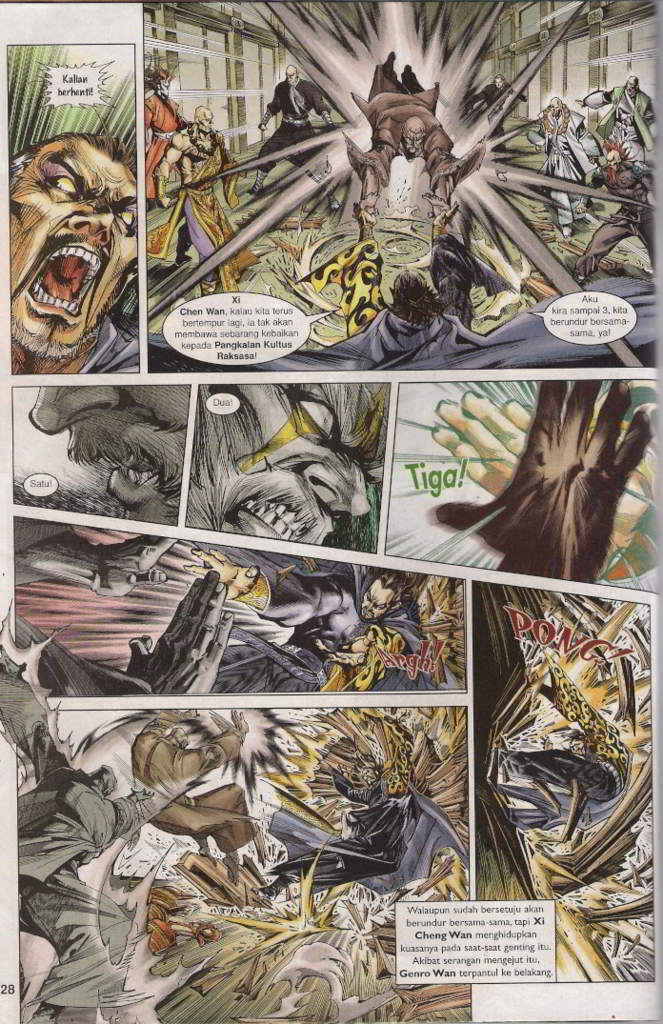 Kalian
berhenti!
Xi
Chen Wan, kalau kita terus
bertempur lagi, ia tak akan
membawa sebarang kebaikan
kepada Pangkalan Kultus
Raksasa!
Aku
kira sampai 3, kita
berundur bersama-
sama, ya!
Satu!
Dua!
Tiga!
Argh!
PONG!
Walaupun sudah bersetuju akan
berundur bersama-sama, tapi Xi
Cheng Wan menghidupkan
kuasanya pada saat-saat genting itu.
Akibat serangan mengejut itu,
Genro Wan terpantul ke belakang.
28